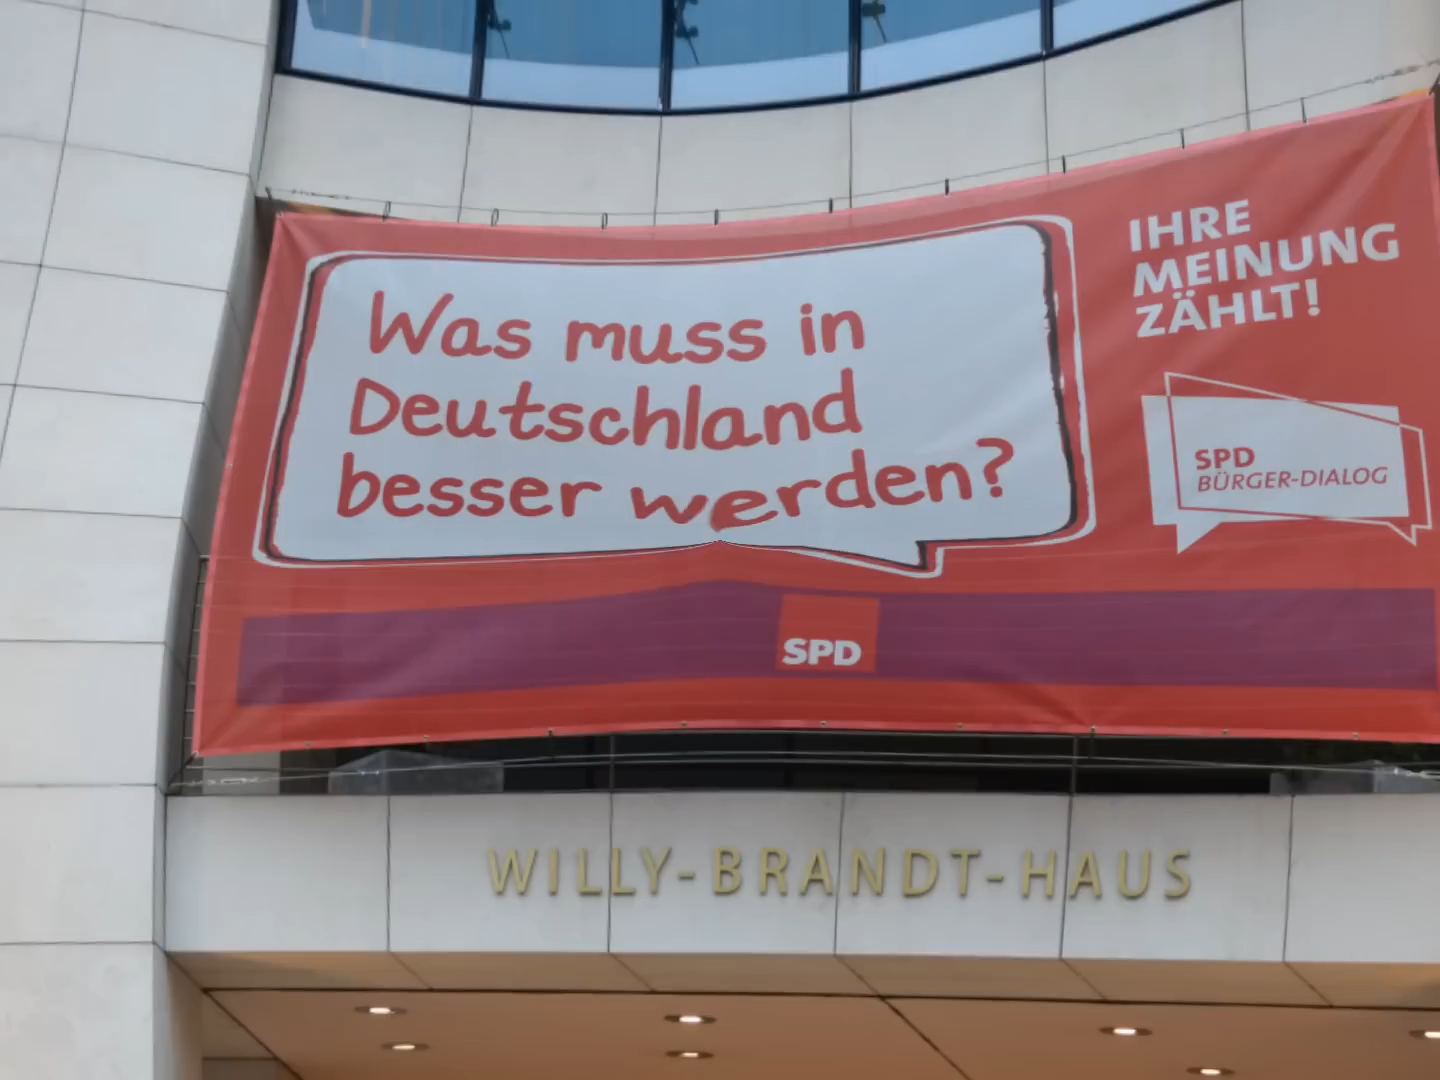 Was muss in
Deutschland
besser werden?
IHRE
MEINUNG
ZÄHLT!
SPD
BÜRGER-DIALOG
SPD
WILLY-BRANDT-HAUS